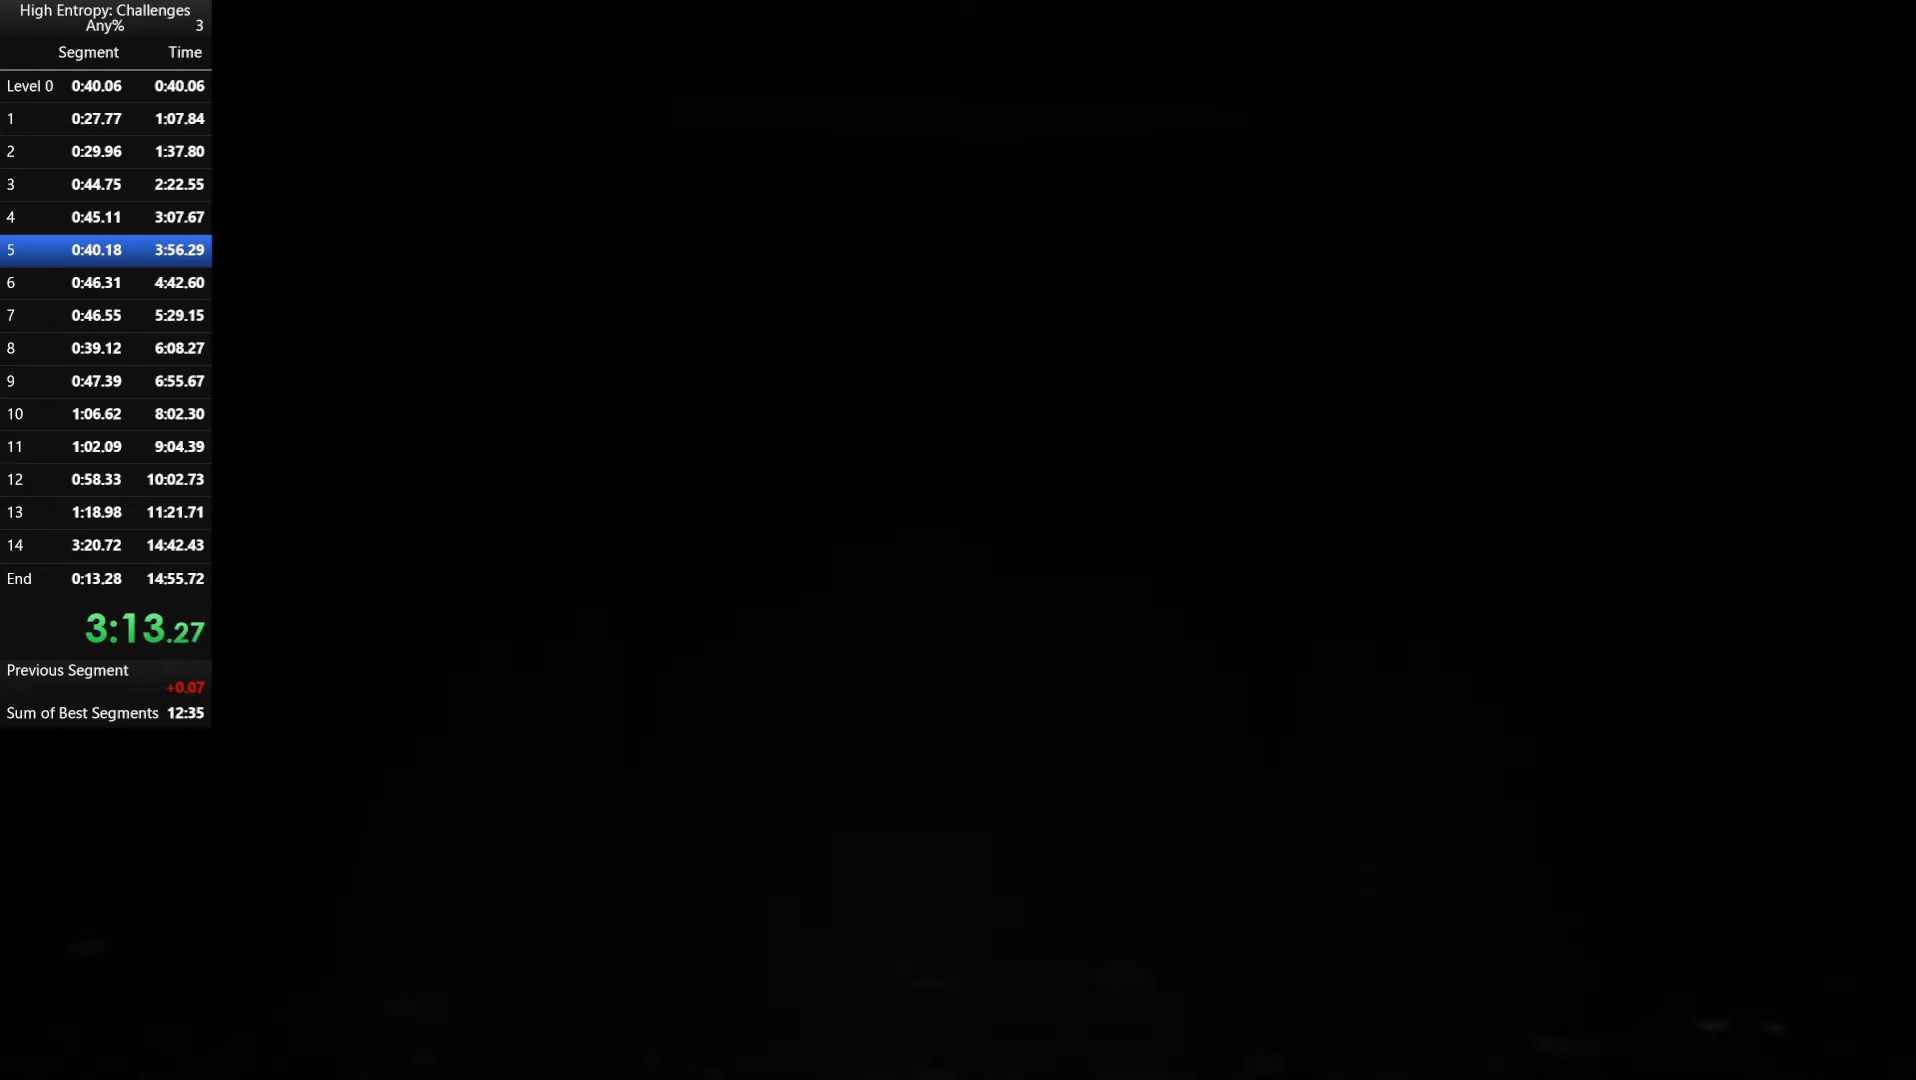 High Entropy: Challenges
Any% 3
Segment Time
Level 0 0:40.06 0:40.06
1 0:27.77 1:07.84
2 0:29.96 1:37.80
3 0:44.75 2:22.55
4 0:45.11 3:07.67
5 0:40.18 3:56.29
6 0:46.31 4:42.60
7 0:46.55 5:29.15
8 0:39.12 6:08.27
9 0:47.39 6:55.67
10 1:06.62 8:02.30
11 1:02.09 9:04.39
12 0:58.33 10:02.73
13 1:18.98 11:21.71
14 3:20.72 14:42.43
End 0:13.28 14:55.72
3:13.27
Previous Segment
+0.07
Sum of Best Segments 12:35